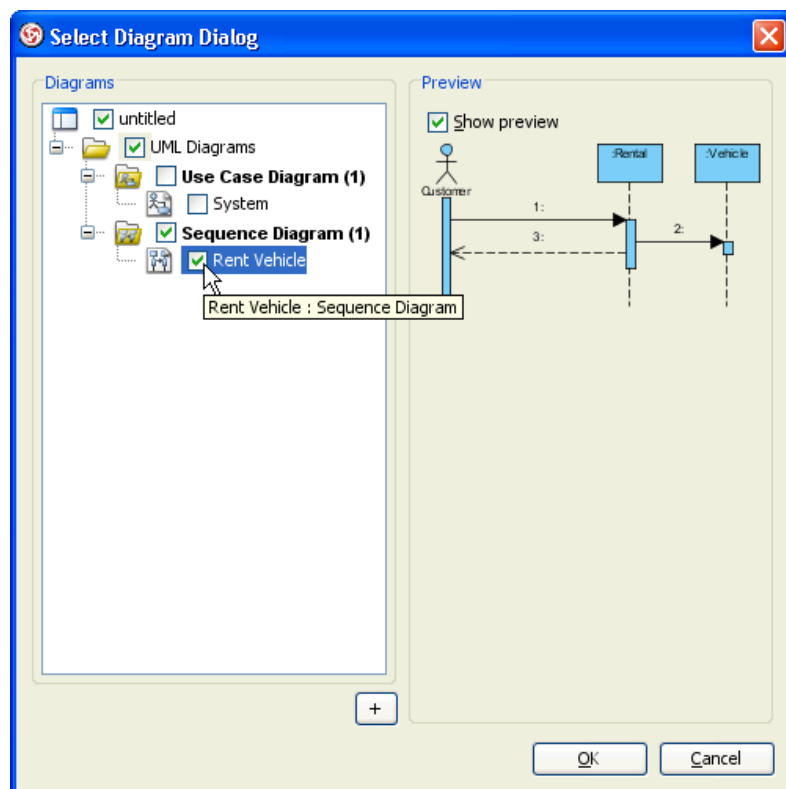 Select Diagram Dialog
Diagrams
untitled
UML Diagrams
Use Case Diagram (1)
System
Sequence Diagram (1)
Rent Vehicle
Rent Vehicle : Sequence Diagram
+
Preview
Show preview
:Rental
:Vehicle
Customer
1:
2:
3:
OK
Cancel